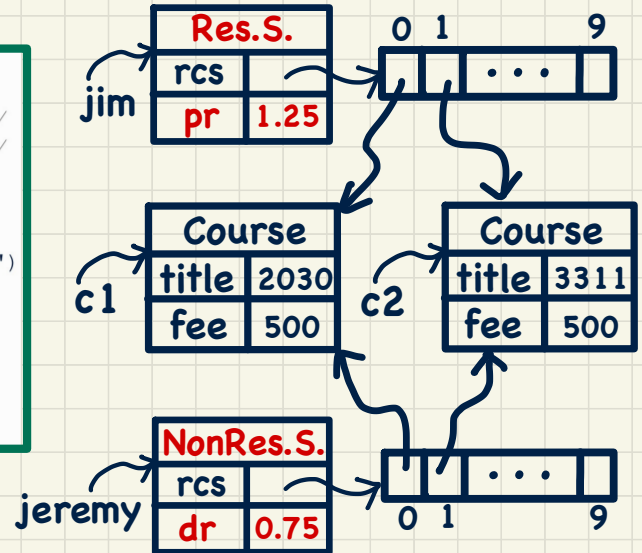 Res.S.
0 1 9
rcs
• • •
jim
pr 1.25
")
Course
Course
title 2030
title 3311
c1
c2
fee 500
fee 500
NonRes.S.
rcs
• • •
jeremy
0 1 9
dr 0.75